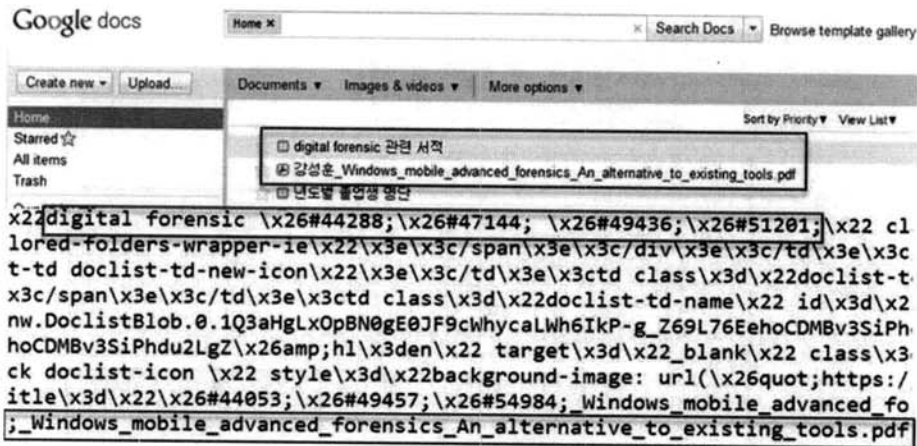 Google docs
Home ×
× Search Docs ▼ Browse template gallery
Create new ▼ Upload...
Documents ▼ Images & videos ▼ More options ▼
Home
Sort by Priority ▼ View List ▼
Starred ☆
All items
Trash
digital forensic 관련 서적
강성훈_Windows_mobile_advanced_forensics_An_alternative_to_existing_tools.pdf
년도별 졸업생 명단
x22digital forensic \x26#44288;\x26#47144; \x26#49436;\x26#51201;\x22 cl
lored-folders-wrapper-ie\x22\x3e\x3c/span\x3e\x3c/div\x3e\x3c/td\x3e\x3c
t-td doclist-td-new-icon\x22\x3e\x3c/td\x3e\x3ctd class\x3d\x22doclist-t
x3c/span\x3e\x3c/td\x3e\x3ctd class\x3d\x22doclist-td-name\x22 id\x3d\x2
nw.DoclistBlob.0.1Q3aHgLxOpBN0gE0JF9cWhycaLWh6IkP-g_Z69L76EehoCDMBv3SiPh
hoCDMBv3SiPhdu2LgZ\x26amp;hl\x3den\x22 target\x3d\x22_blank\x22 class\x3
ck doclist-icon \x22 style\x3d\x22background-image: url(\x26quot;https:/
itle\x3d\x22\x26#44053;\x26#49457;\x26#54984;_Windows_mobile_advanced_fo
;_Windows_mobile_advanced_forensics_An_alternative_to_existing_tools.pdf